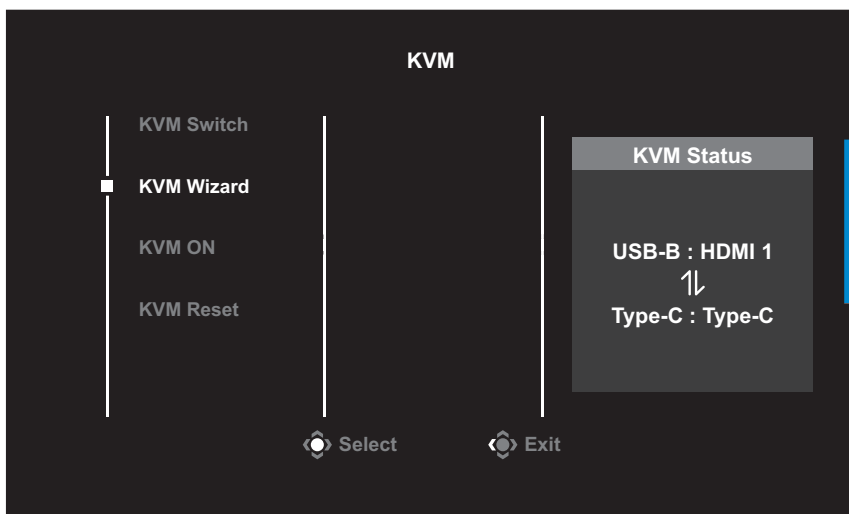 KVM
KVM Switch
KVM Wizard
KVM ON
KVM Reset
KVM Status
USB-B : HDMI 1
Type-C : Type-C
Select
Exit